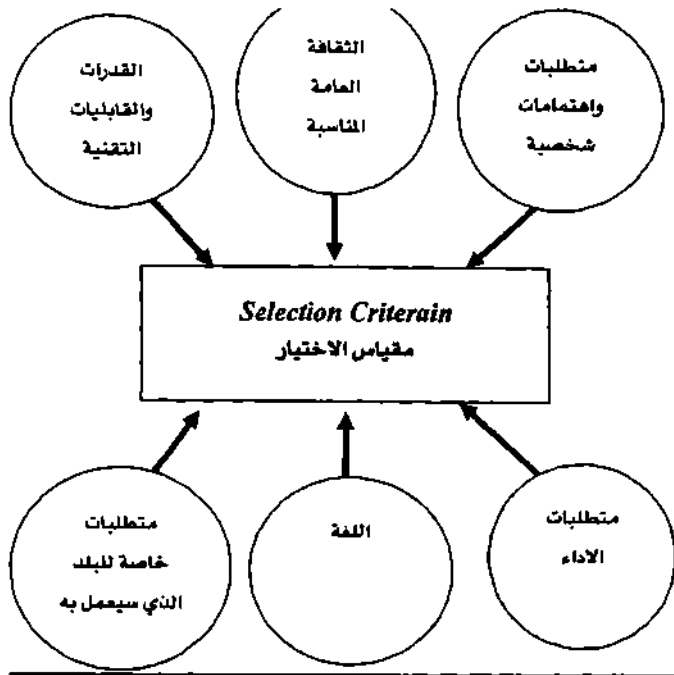 متطلبات
واهتمامات
شخصية
الثقافة
العامة
المناسبة
القدرات
والقابليات
التقنية
Selection Criterain
مقياس الاختيار
متطلبات
الاداء
اللغة
متطلبات
خاصة للبلد
الذي سيعمل به